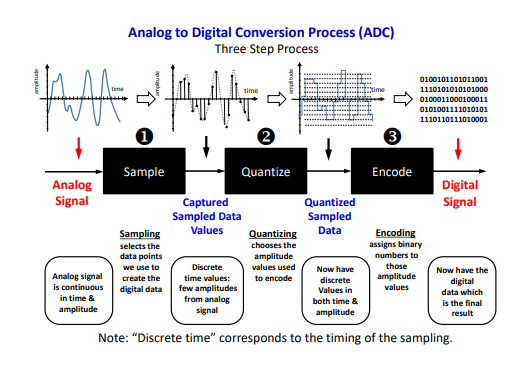 Analog to Digital Conversion Process (ADC)
Three Step Process
amplitude
time
amplitude
time
amplitude
time
0100101101011001
1110101010101000
0100011000100011
0101001111010101
1110110111010001
1
2
3
Sample
Quantize
Encode
Analog
Signal
Captured
Sampled Data
Values
Quantized
Sampled
Data
Digital
Signal
Sampling
selects the
data points
we use to
create the
digital data
Quantizing
chooses the
amplitude
values used
to encode
Encoding
assigns binary
numbers to
those
amplitude
values
Analog signal
is continuous
in time &
amplitude
Discrete
time values:
few amplitudes
from analog
signal
Now have
discrete
Values in
both time &
amplitude
Now have the
digital
data which
is the final
result
Note: “Discrete time” corresponds to the timing of the sampling.